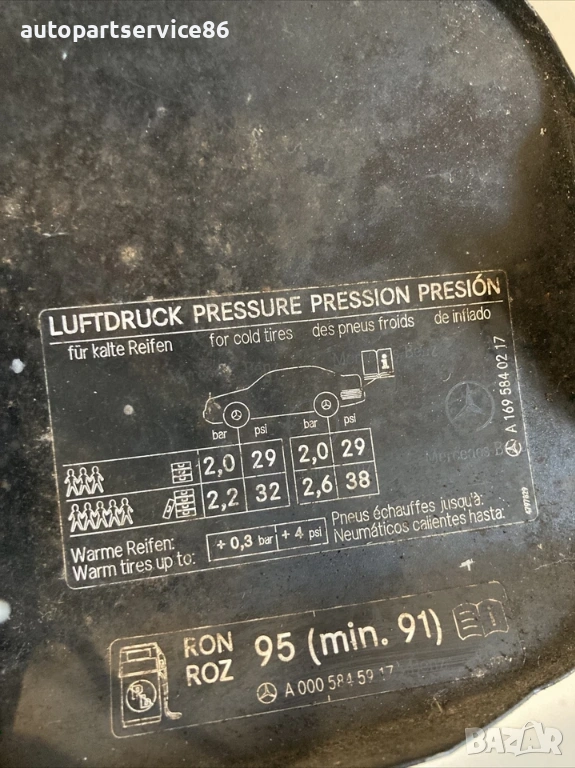 autopartservice86
LUFTDRUCK PRESSURE PRESSION PRESIÓN
für kalte Reifen for cold tires des pneus froids de inflado
i
bar psi bar psi
2,0 29 2,0 29
2,2 32 2,6 38
Warme Reifen: Pneus échauffes jusqu'à:
Warm tires up to: + 0,3 bar + 4 psi Neumáticos calientes hasta:
A 169 584 02 17
Mercedes B
RON 95 (min. 91)
ROZ
A 000 584 59 17
BAZAR